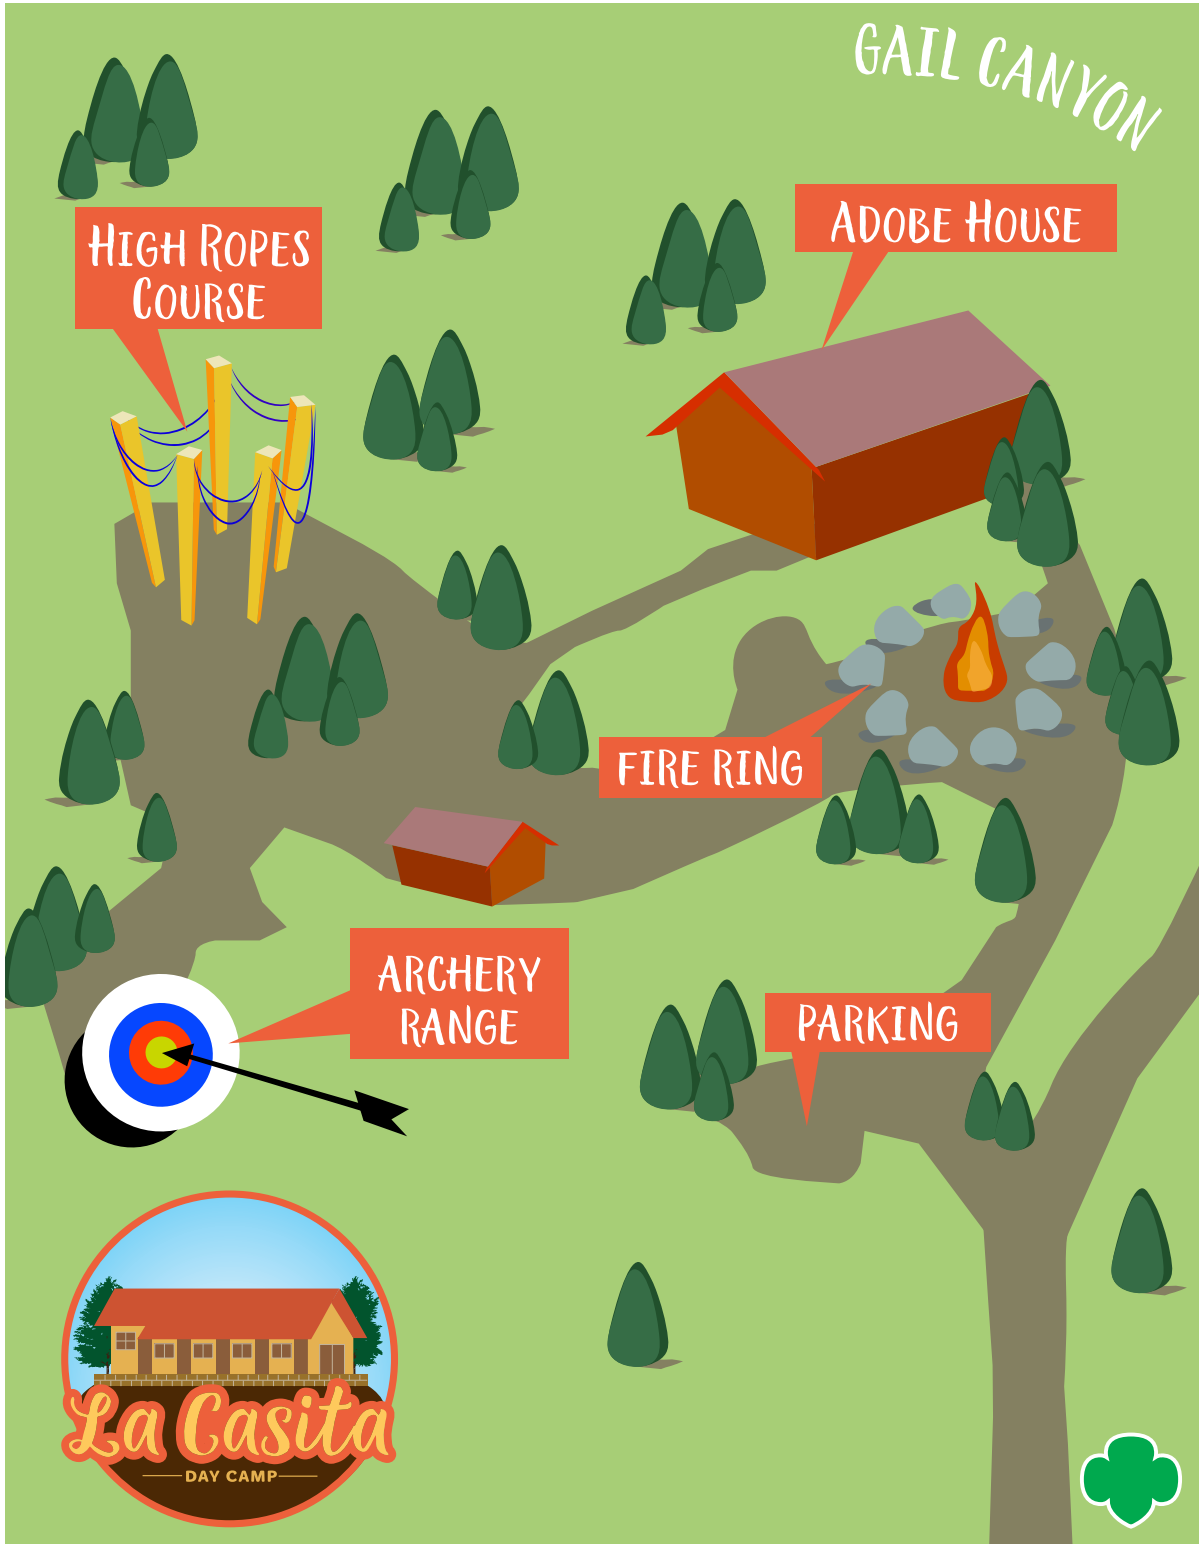 GAIL CANYON
ADOBE HOUSE
HIGH ROPES
COURSE
FIRE RING
ARCHERY
RANGE
PARKING
La Casita
DAY CAMP